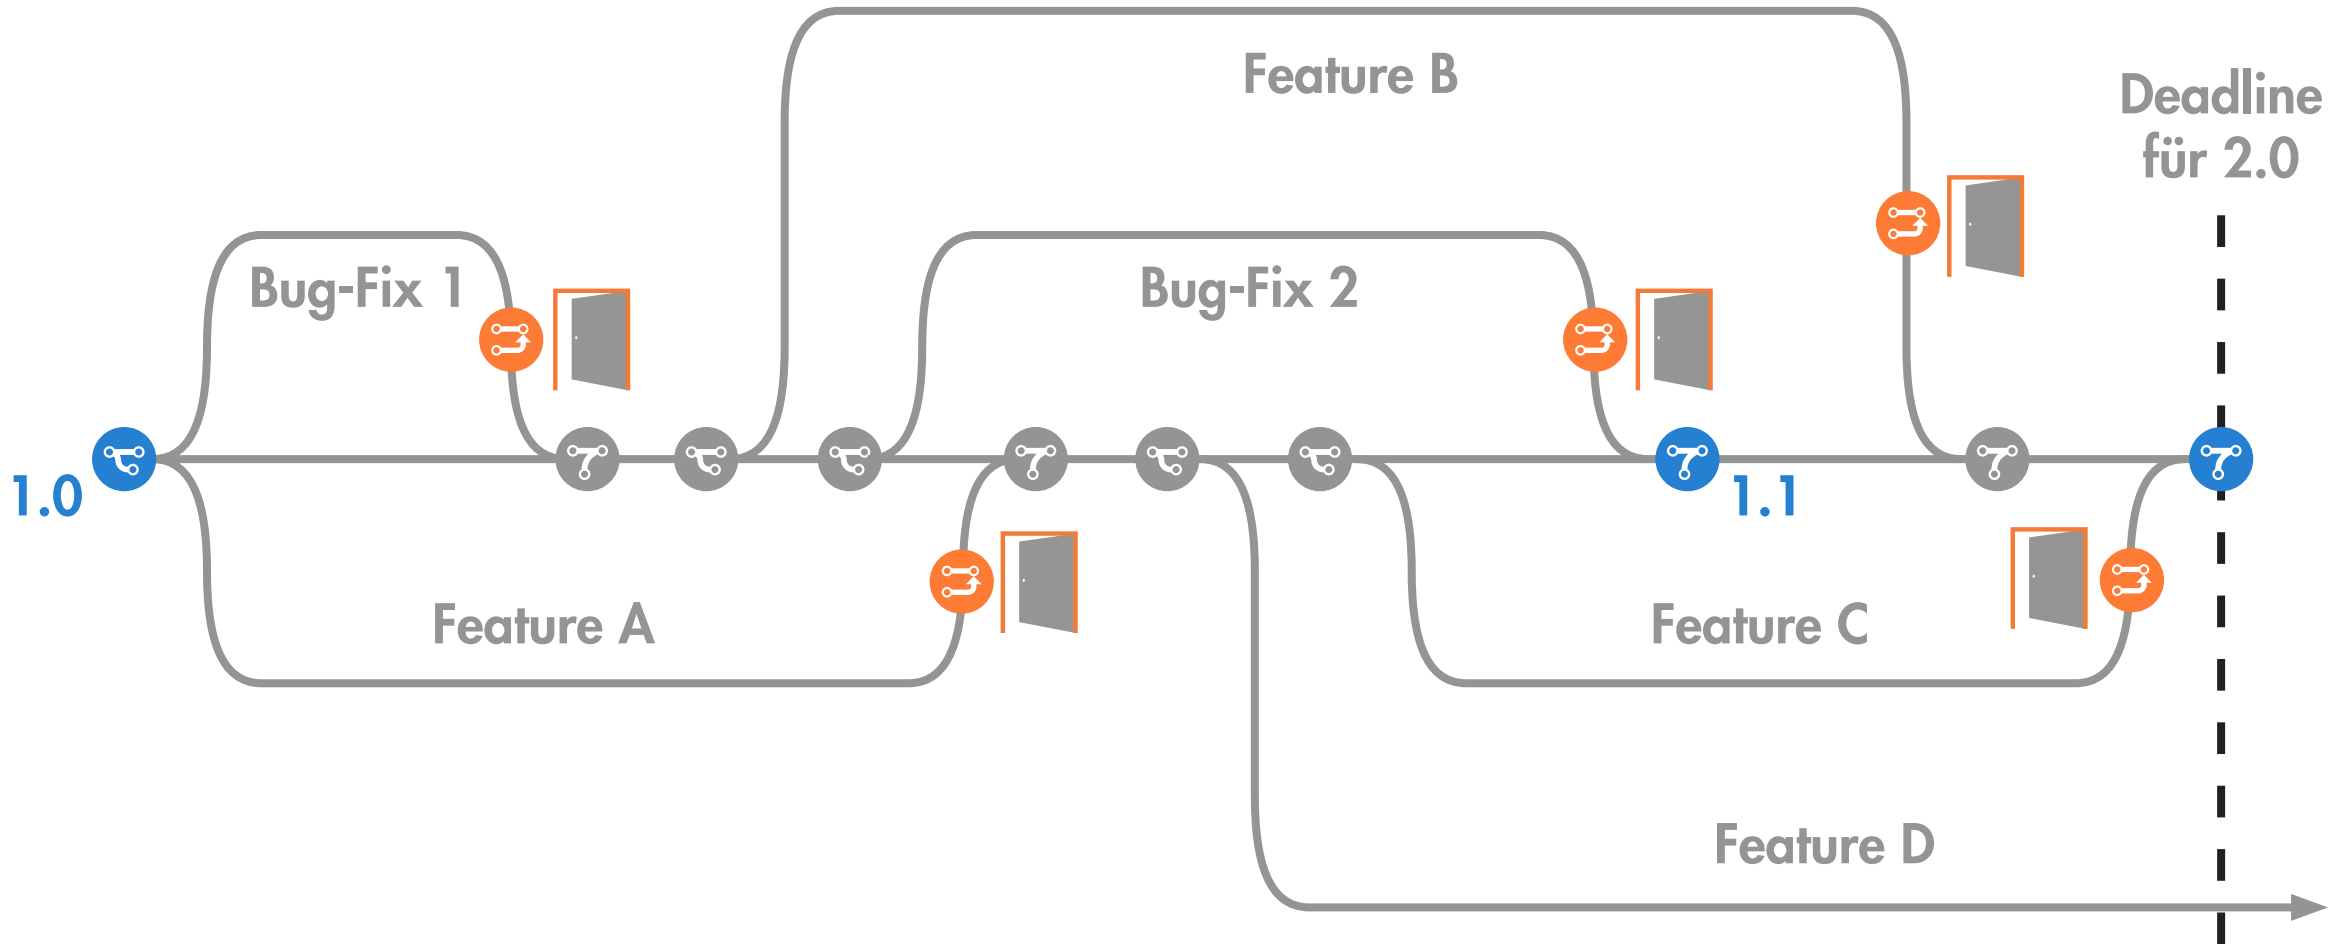 Feature B
Deadline
für 2.0
Bug-Fix 1
Bug-Fix 2
1.0
1.1
Feature A
Feature C
Feature D